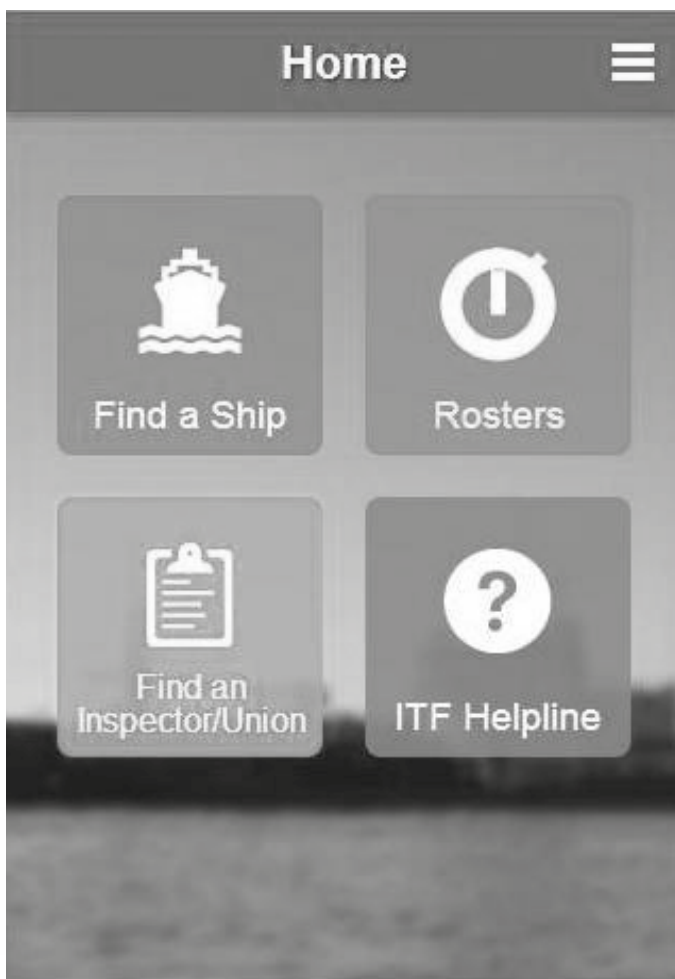 Home
Find a Ship
Rosters
Find an
Inspector/Union
ITF Helpline